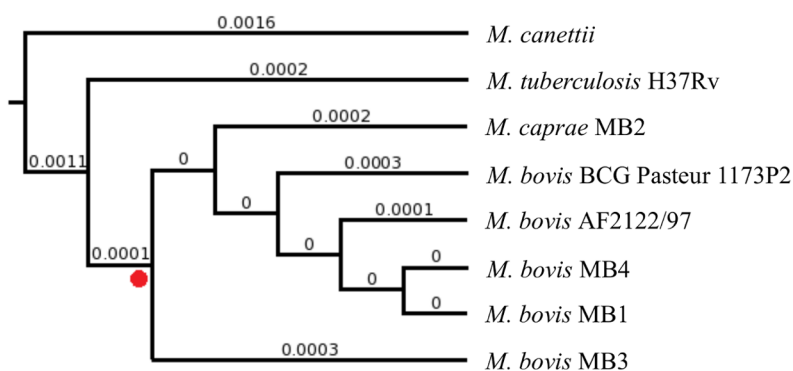 0.0016
M. canettii
0.0002
M. tuberculosis H37Rv
0.0002
M. caprae MB2
0.0011
0
0.0003
M. bovis BCG Pasteur 1173P2
0
0.0001
M. bovis AF2122/97
0.0001
0
0
M. bovis MB4
0
0
M. bovis MB1
0.0003
M. bovis MB3